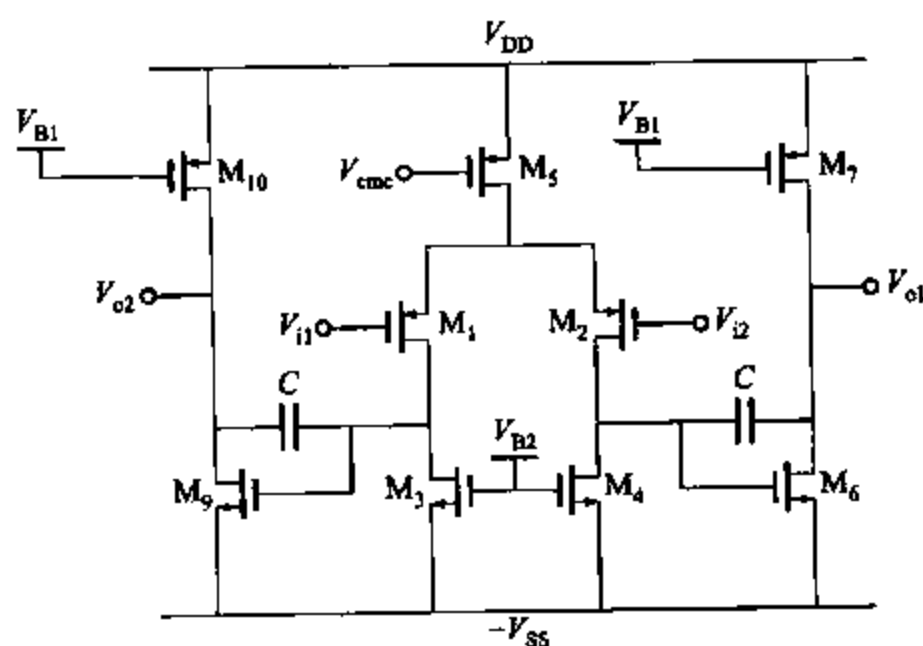 V_DD
V_B1
M_10
V_cmc
M_5
V_B1
M_7
V_o2
V_i1
M_1
M_2
V_i2
V_o1
C
C
V_B2
M_9
M_3
M_4
M_6
-V_SS